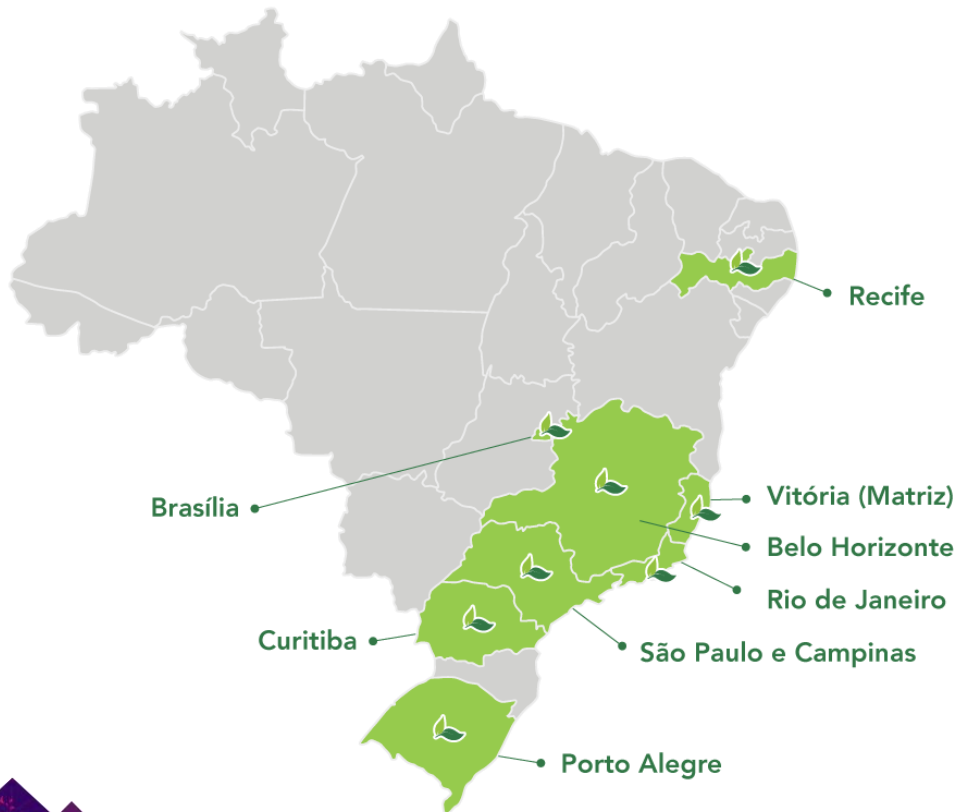 Recife
Brasília
Vitória (Matriz)
Belo Horizonte
Rio de Janeiro
Curitiba
São Paulo e Campinas
Porto Alegre